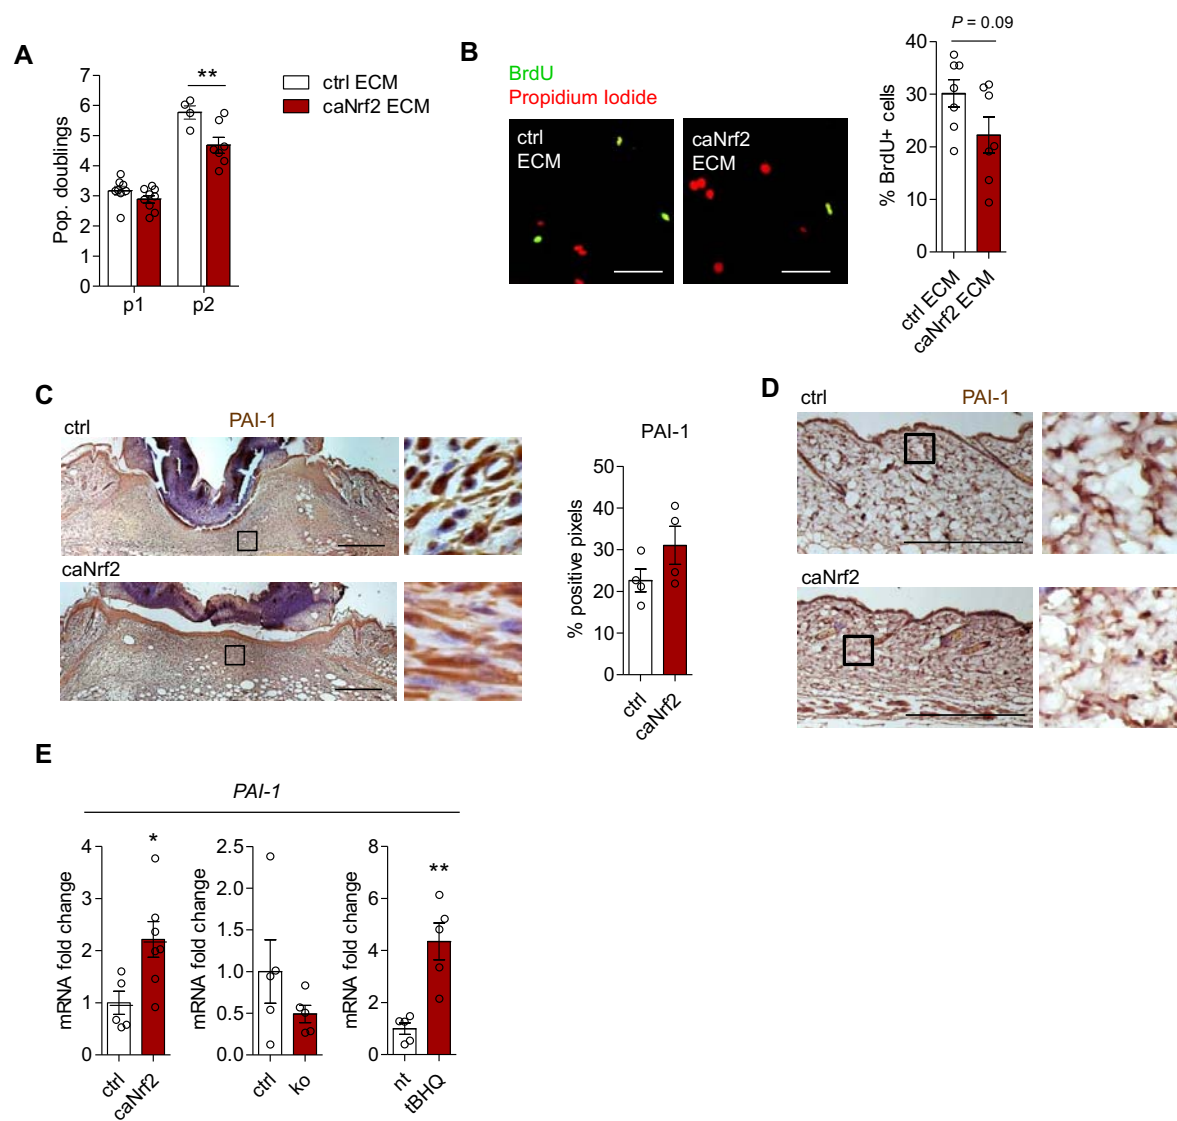 A
Pop. doublings
7
6
5
4
3
2
1
0
**
p1
p2
ctrl ECM
caNrf2 ECM
B
BrdU
Propidium Iodide
ctrl
ECM
caNrf2
ECM
P = 0.09
% BrdU+ cells
40
30
20
10
0
ctrl ECM
caNrf2 ECM
C
ctrl
PAI-1
caNrf2
PAI-1
% positive pixels
50
40
30
20
10
0
ctrl
caNrf2
D
ctrl
PAI-1
caNrf2
E
PAI-1
mRNA fold change
4
3
2
1
0
*
ctrl
caNrf2
mRNA fold change
2.5
2.0
1.5
1.0
0.5
0.0
ctrl
ko
mRNA fold change
8
6
4
2
0
**
nt
tBHQ